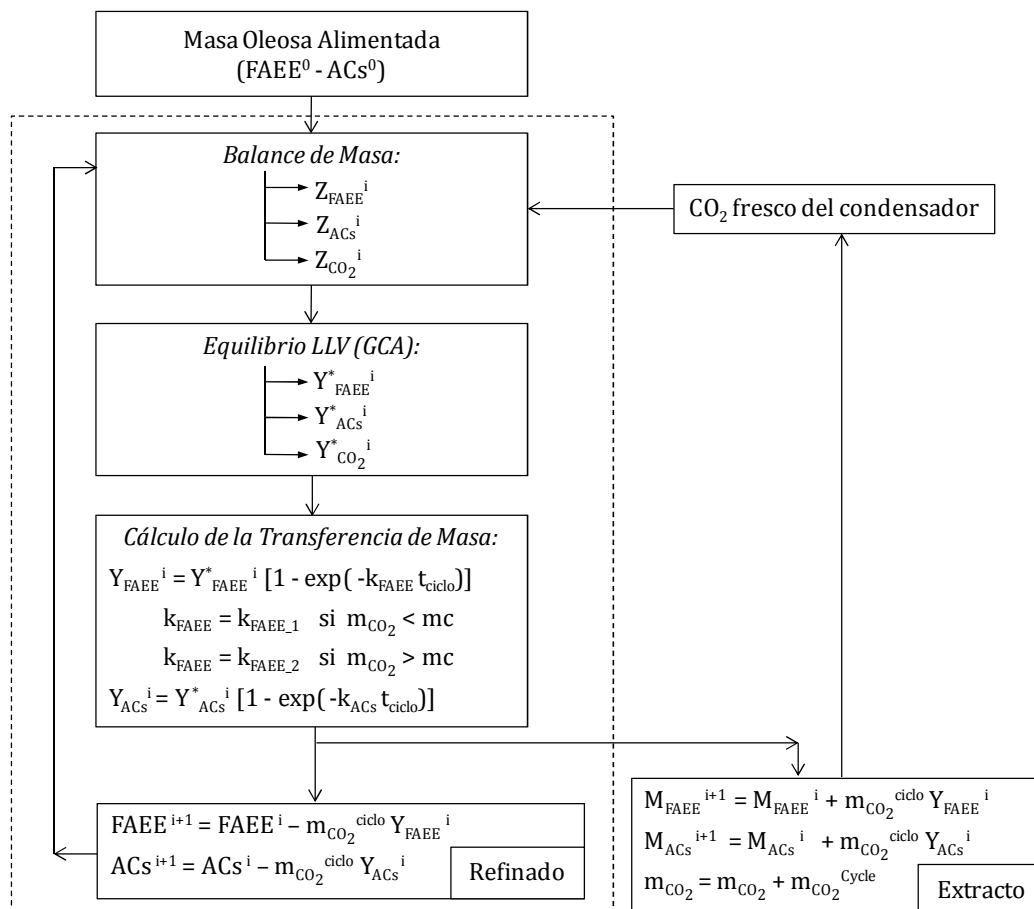 Masa Oleosa Alimentada
(FAEE⁰ - ACs⁰)
Balance de Masa:
Z_FAEE^i
Z_ACs^i
Z_CO₂^i
CO₂ fresco del condensador
Equilibrio LLV (GCA):
Y*_FAEE^i
Y*_ACs^i
Y*_CO₂^i
Cálculo de la Transferencia de Masa:
Y_FAEE^i = Y*_FAEE^i [1 - exp( -k_FAEE t_ciclo)]
k_FAEE = k_FAEE_1 si m_CO₂ < mc
k_FAEE = k_FAEE_2 si m_CO₂ > mc
Y_ACs^i = Y*_ACs^i [1 - exp(-k_ACs t_ciclo)]
FAEE^i+1 = FAEE^i – m_CO₂^ciclo Y_FAEE^i
ACs^i+1 = ACs^i – m_CO₂^ciclo Y_ACs^i
Refinado
M_FAEE^i+1 = M_FAEE^i + m_CO₂^ciclo Y_FAEE^i
M_ACs^i+1 = M_ACs^i + m_CO₂^ciclo Y_ACs^i
m_CO₂ = m_CO₂ + m_CO₂^Cycle
Extracto